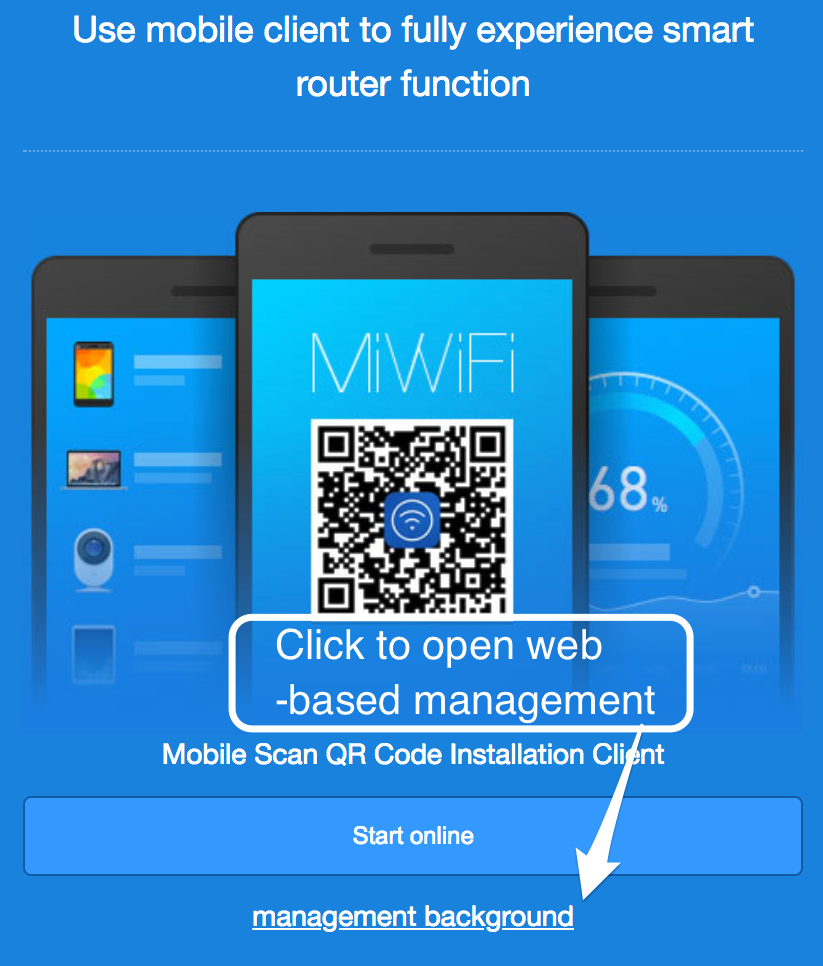 Use mobile client to fully experience smart
router function
MiWiFi
68%
Click to open web
-based management
Mobile Scan QR Code Installation Client
Start online
management background